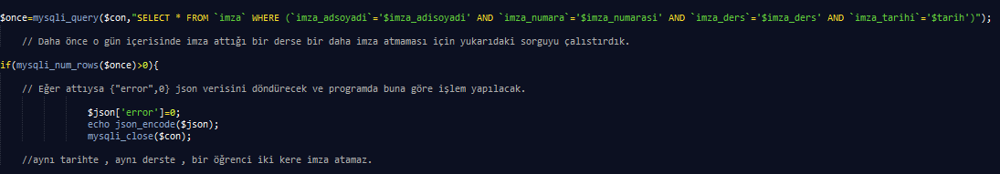 $once=mysqli_query($con,"SELECT * FROM `imza` WHERE (`imza_adsoyadi`='$imza_adisoyadi' AND `imza_numara`='$imza_numarasi' AND `imza_ders`='$imza_ders' AND `imza_tarihi`='$tarih')");
// Daha önce o gün içerisinde imza attığı bir derse bir daha imza atmaması için yukarıdaki sorguyu çalıstırdık.
if(mysqli_num_rows($once)>0){
// Eğer attıysa {"error",0} json verisini döndürecek ve programda buna göre işlem yapılacak.
$json['error']=0;
echo json_encode($json);
mysqli_close($con);
//aynı tarihte , aynı derste , bir öğrenci iki kere imza atamaz.